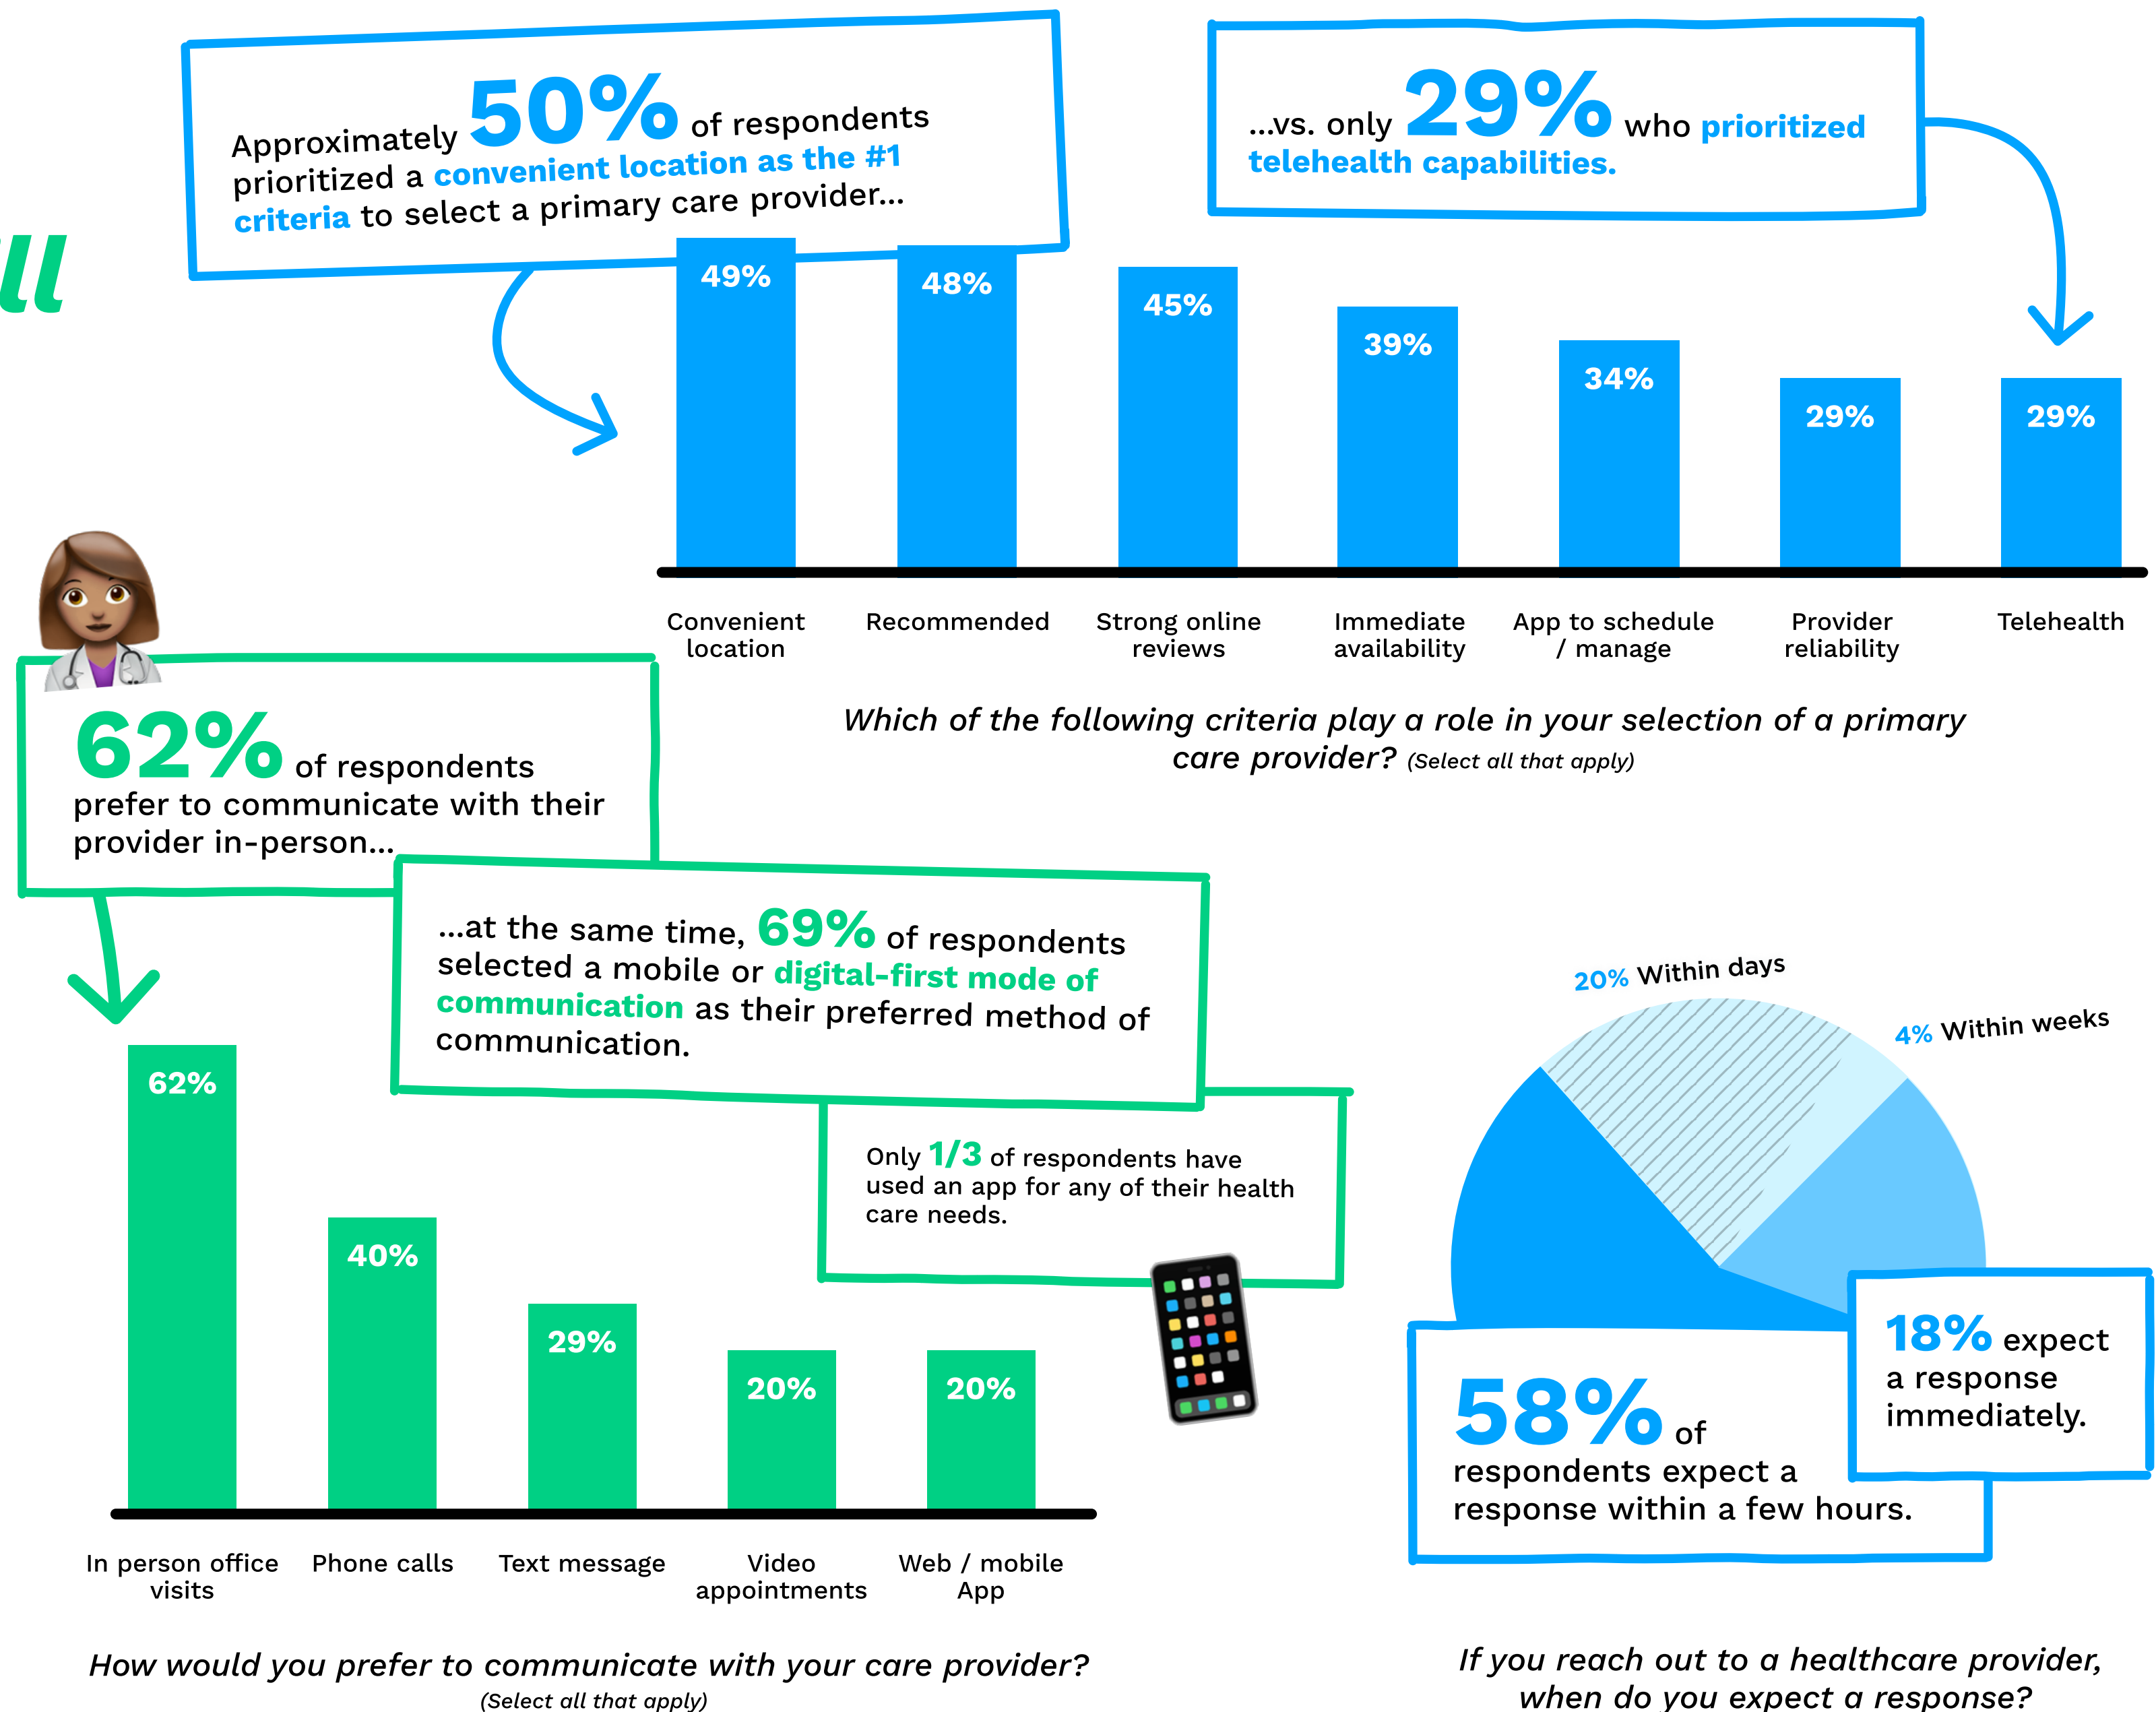 ll
Approximately 50% of respondents
prioritized a convenient location as the #1
criteria to select a primary care provider...
...vs. only 29% who prioritized
telehealth capabilities.
49%
48%
45%
39%
34%
29%
29%
Convenient
location
Recommended
Strong online
reviews
Immediate
availability
App to schedule
/ manage
Provider
reliability
Telehealth
Which of the following criteria play a role in your selection of a primary
care provider? (Select all that apply)
62% of respondents
prefer to communicate with their
provider in-person...
...at the same time, 69% of respondents
selected a mobile or digital-first mode of
communication as their preferred method of
communication.
Only 1/3 of respondents have
used an app for any of their health
care needs.
62%
40%
29%
20%
20%
In person office
visits
Phone calls
Text message
Video
appointments
Web / mobile
App
How would you prefer to communicate with your care provider?
(Select all that apply)
20% Within days
4% Within weeks
18% expect
a response
immediately.
58% of
respondents expect a
response within a few hours.
If you reach out to a healthcare provider,
when do you expect a response?